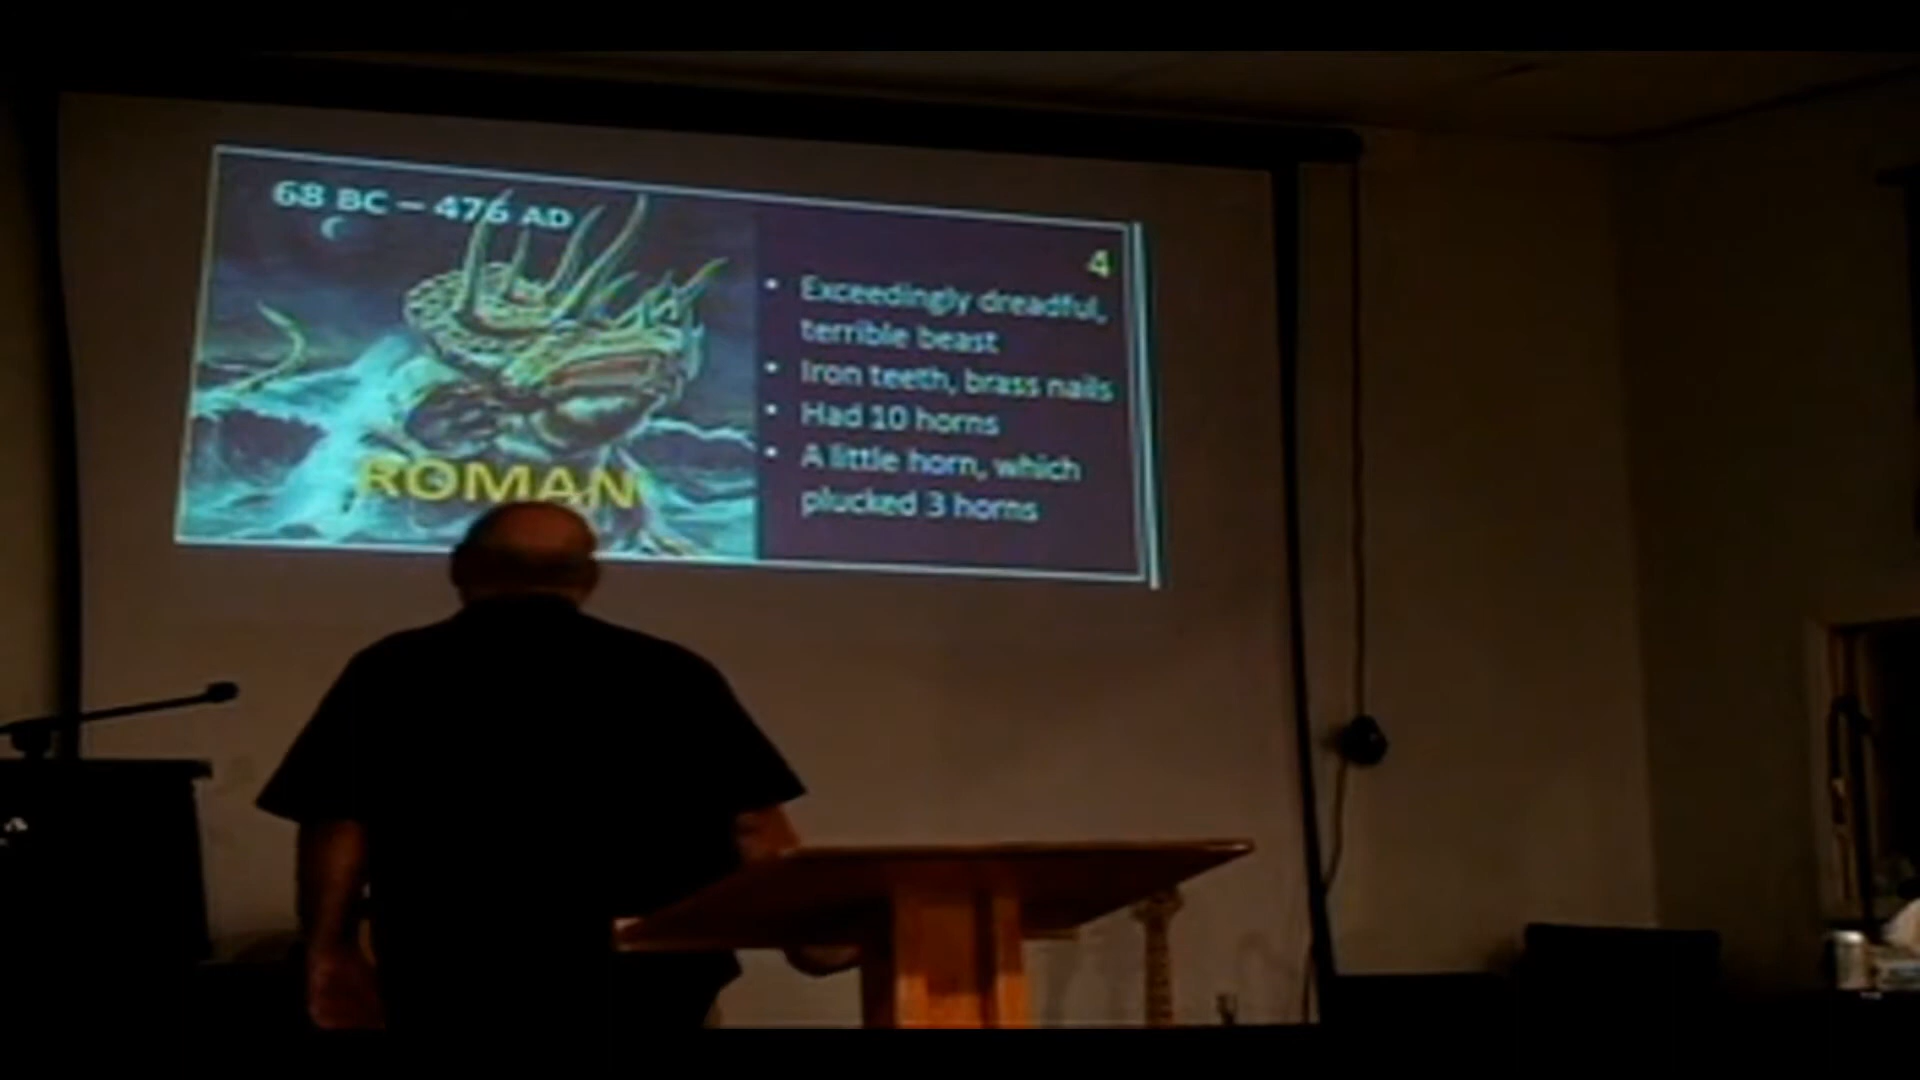 68 BC – 476 AD
ROMAN
4
• Exceedingly dreadful,
terrible beast
• Iron teeth, brass nails
• Had 10 horns
• A little horn, which
plucked 3 horns